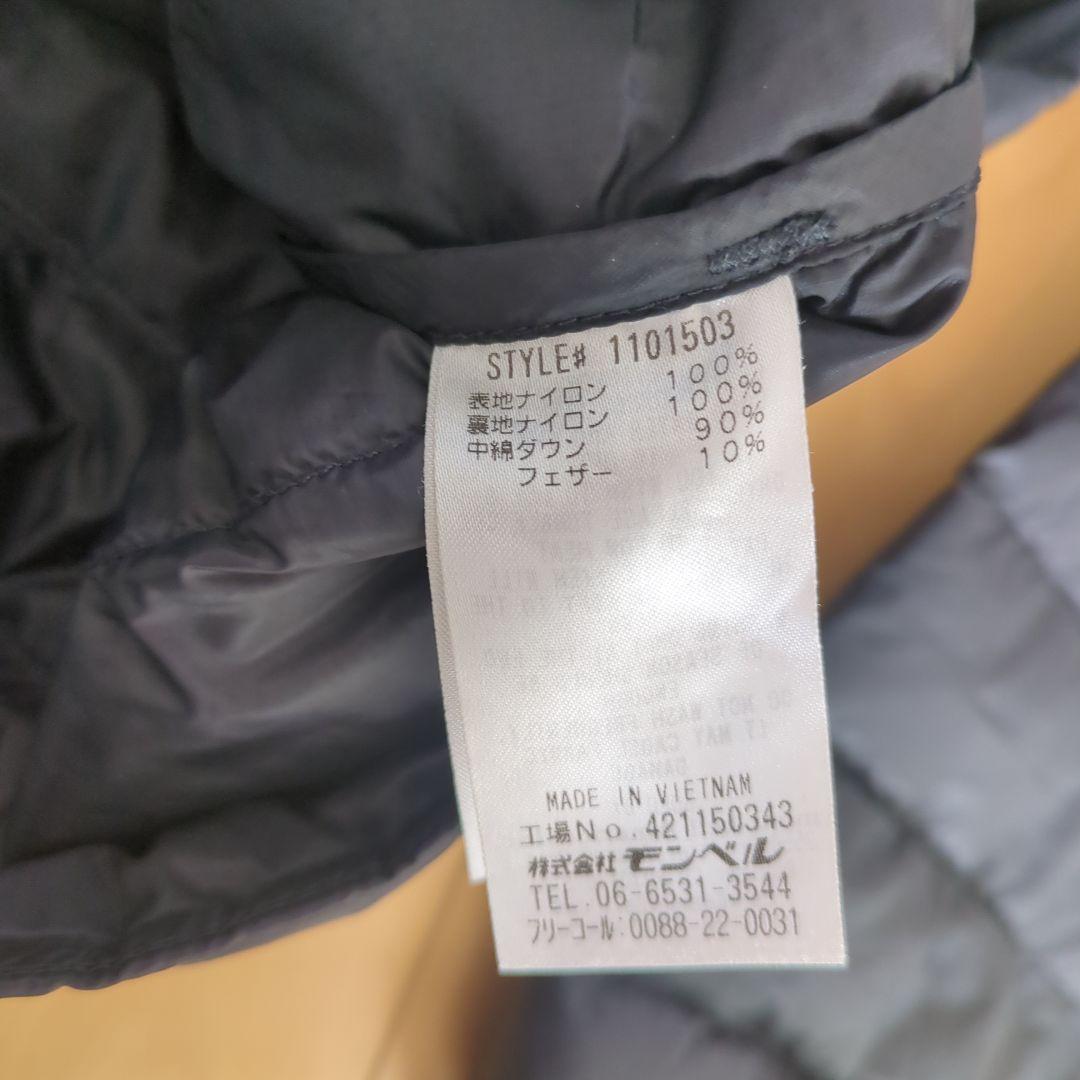 STYLE# 1101503
表地ナイロン 100%
裏地ナイロン 100%
中綿ダウン 90%
フェザー 10%
MADE IN VIETNAM
工場No.421150343
株式会社 モンベル
TEL.06-6531-3544
フリーコール:0088-22-0031